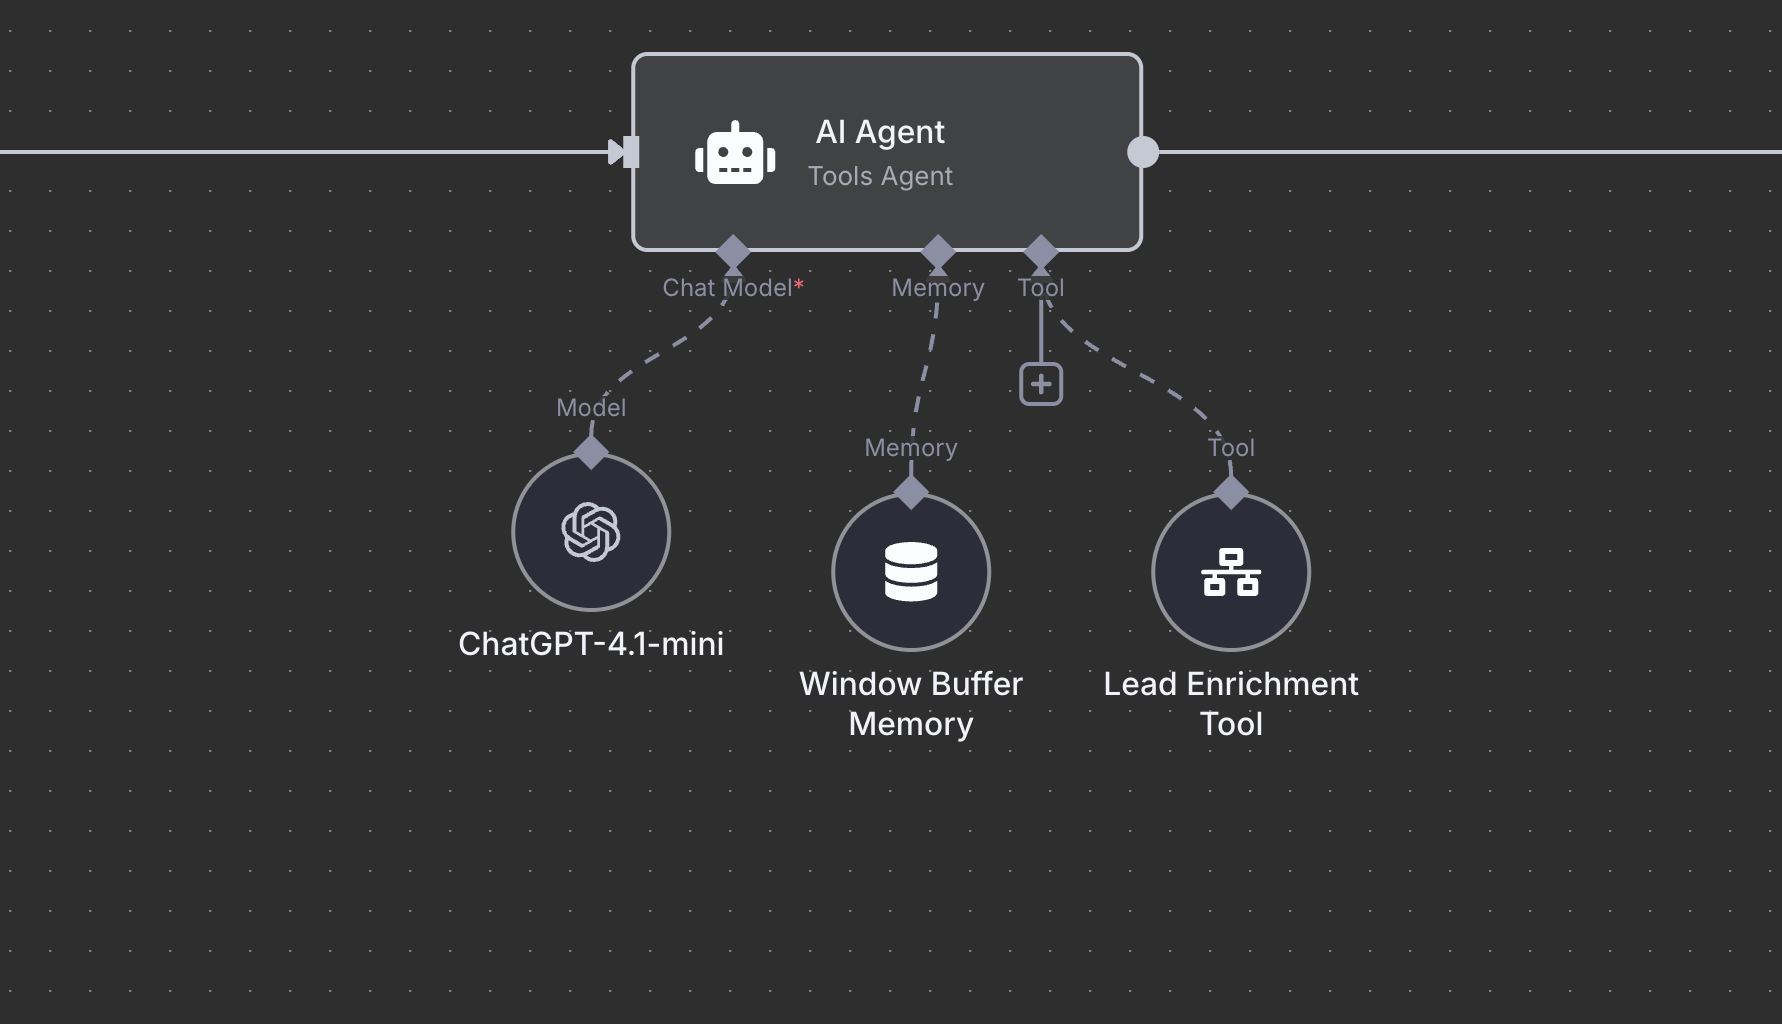 AI Agent
Tools Agent
Chat Model*
Memory
Tool
Model
Memory
Tool
ChatGPT-4.1-mini
Window Buffer
Memory
Lead Enrichment
Tool